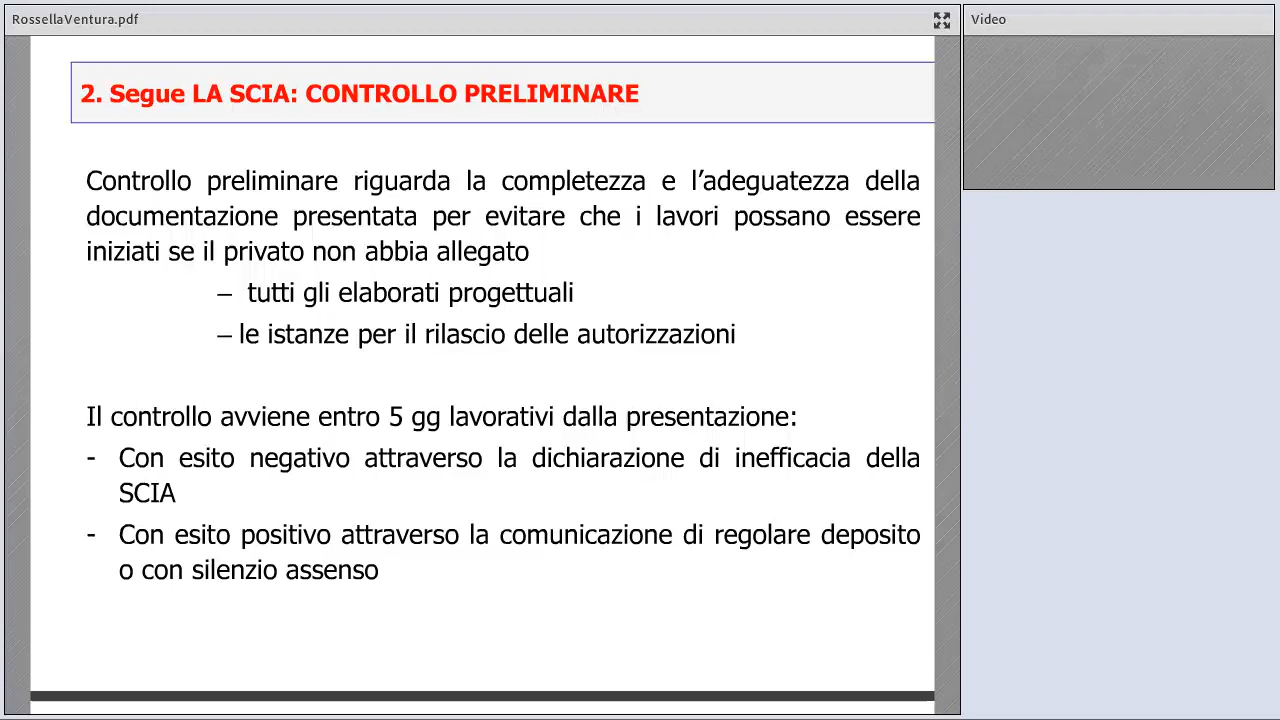 RossellaVentura.pdf
Video
2. Segue LA SCIA: CONTROLLO PRELIMINARE
Controllo preliminare riguarda la completezza e l’adeguatezza della
documentazione presentata per evitare che i lavori possano essere
iniziati se il privato non abbia allegato
– tutti gli elaborati progettuali
– le istanze per il rilascio delle autorizzazioni
Il controllo avviene entro 5 gg lavorativi dalla presentazione:
- Con esito negativo attraverso la dichiarazione di inefficacia della
SCIA
- Con esito positivo attraverso la comunicazione di regolare deposito
o con silenzio assenso